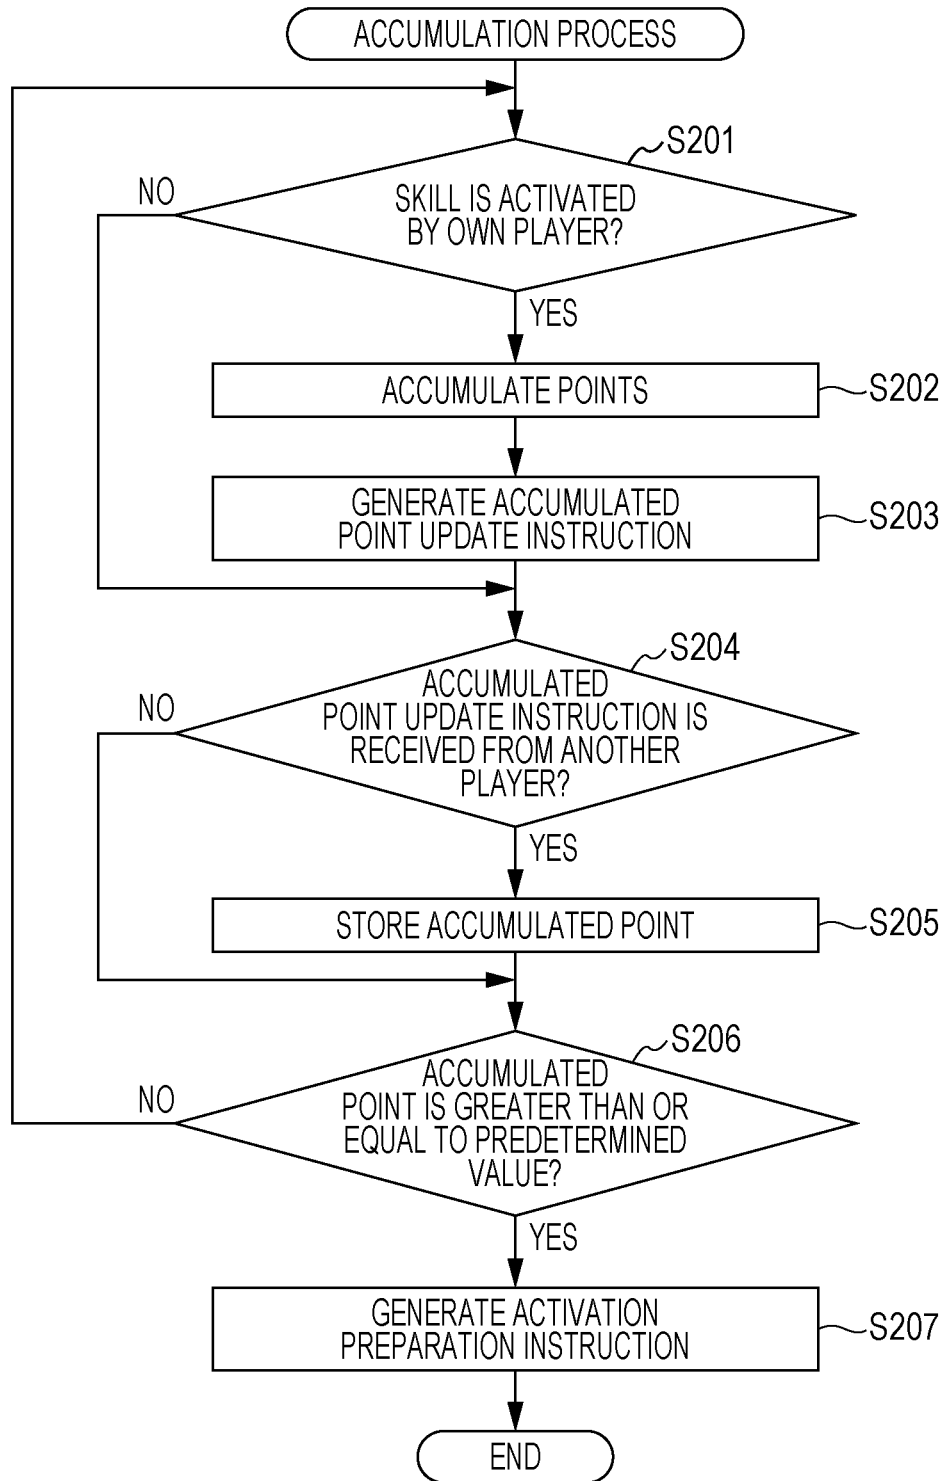 ACCUMULATION PROCESS
S201
NO
SKILL IS ACTIVATED
BY OWN PLAYER?
YES
ACCUMULATE POINTS
S202
GENERATE ACCUMULATED
POINT UPDATE INSTRUCTION
S203
S204
NO
ACCUMULATED
POINT UPDATE INSTRUCTION IS
RECEIVED FROM ANOTHER
PLAYER?
YES
STORE ACCUMULATED POINT
S205
S206
NO
ACCUMULATED
POINT IS GREATER THAN OR
EQUAL TO PREDETERMINED
VALUE?
YES
GENERATE ACTIVATION
PREPARATION INSTRUCTION
S207
END